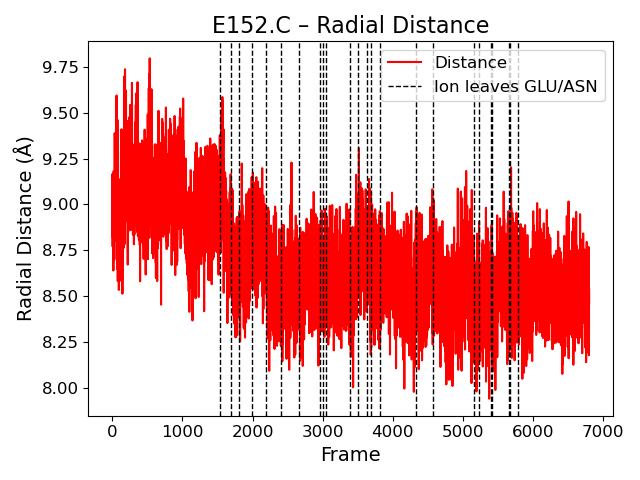 E152.C – Radial Distance
Distance
Ion leaves GLU/ASN
Radial Distance (Å)
9.75
9.50
9.25
9.00
8.75
8.50
8.25
8.00
0 1000 2000 3000 4000 5000 6000 7000
Frame